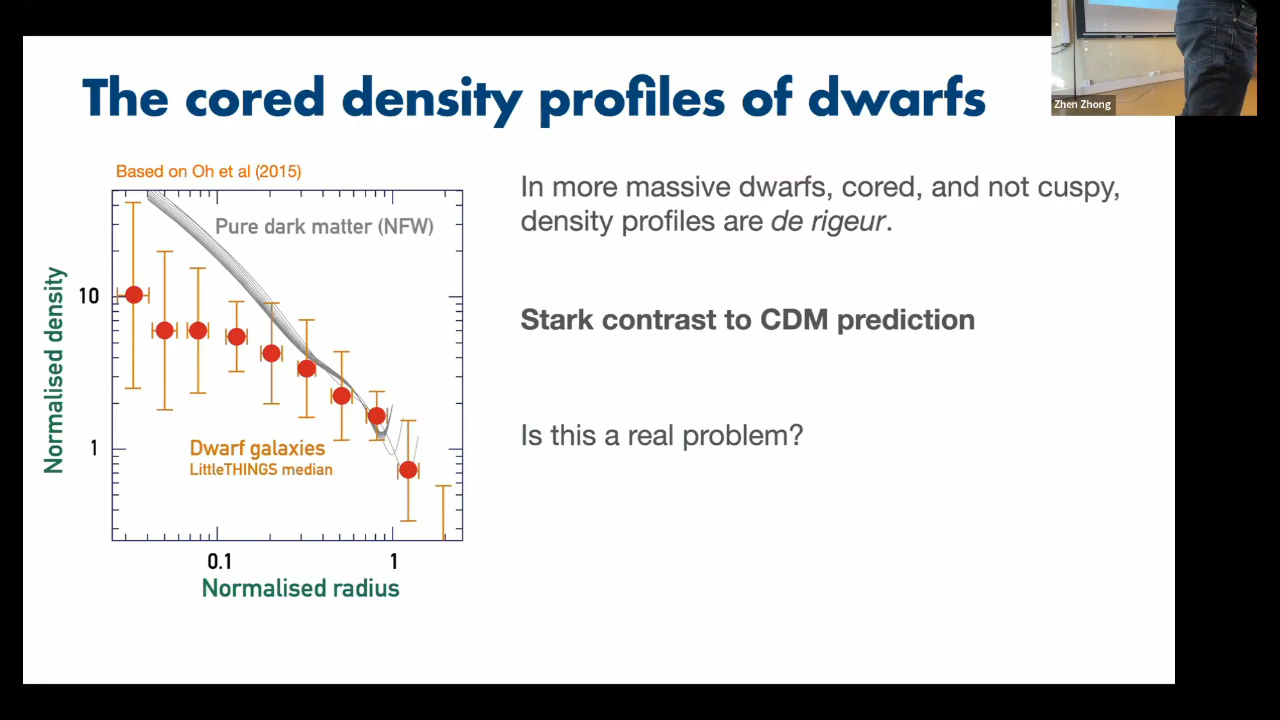 The cored density profiles of dwarfs
Zhen Zhong
Based on Oh et al (2015)
Pure dark matter (NFW)
Normalised density
10
1
Dwarf galaxies
LittleTHINGS median
0.1
1
Normalised radius
In more massive dwarfs, cored, and not cuspy,
density profiles are de rigeur.
Stark contrast to CDM prediction
Is this a real problem?